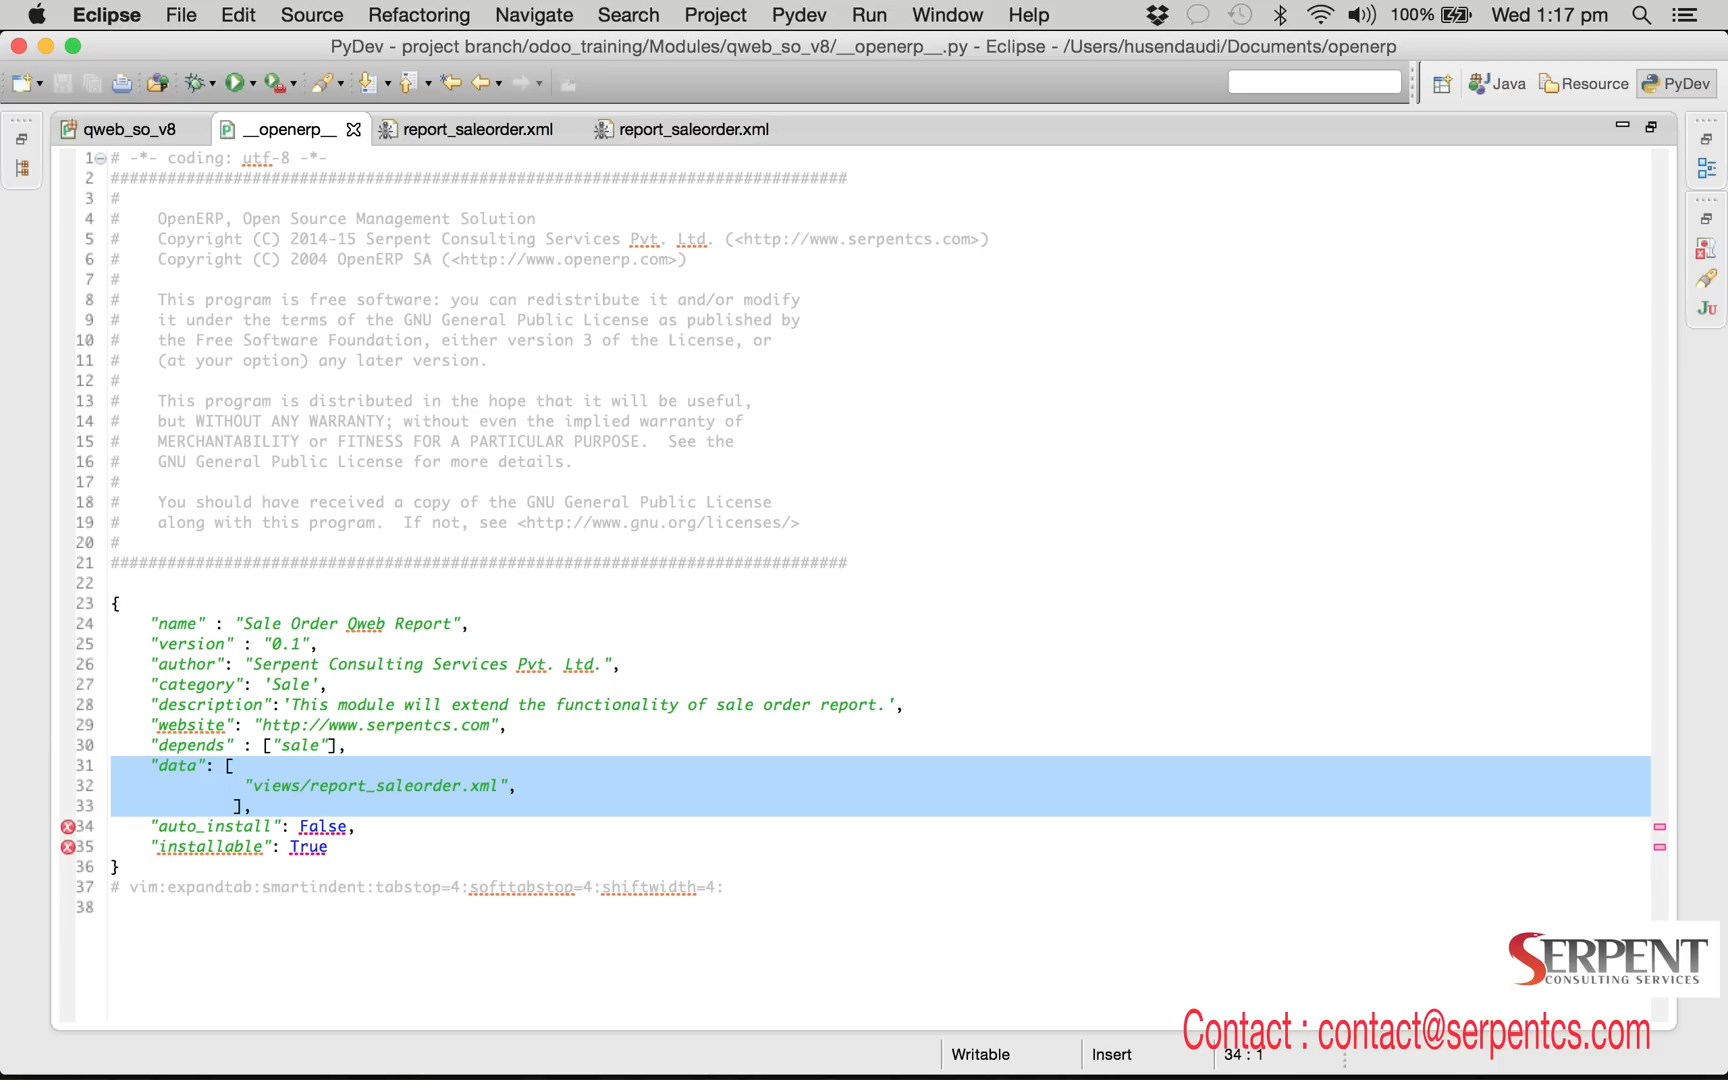 Eclipse File Edit Source Refactoring Navigate Search Project Pydev Run Window Help 100% Wed 1:17 pm
PyDev - project branch/odoo_training/Modules/qweb_so_v8/__openerp__.py - Eclipse - /Users/husendaudi/Documents/openerp
Java Resource PyDev
qweb_so_v8 __openerp__ report_saleorder.xml report_saleorder.xml
1 # -*- coding: utf-8 -*-
2 ##############################################################################
3 #
4 # OpenERP, Open Source Management Solution
5 # Copyright (C) 2014-15 Serpent Consulting Services Pvt. Ltd. (<http://www.serpentcs.com>)
6 # Copyright (C) 2004 OpenERP SA (<http://www.openerp.com>)
7 #
8 # This program is free software: you can redistribute it and/or modify
9 # it under the terms of the GNU General Public License as published by
10 # the Free Software Foundation, either version 3 of the License, or
11 # (at your option) any later version.
12 #
13 # This program is distributed in the hope that it will be useful,
14 # but WITHOUT ANY WARRANTY; without even the implied warranty of
15 # MERCHANTABILITY or FITNESS FOR A PARTICULAR PURPOSE. See the
16 # GNU General Public License for more details.
17 #
18 # You should have received a copy of the GNU General Public License
19 # along with this program. If not, see <http://www.gnu.org/licenses/>
20 #
21 ##############################################################################
22
23 {
24 "name" : "Sale Order Qweb Report",
25 "version" : "0.1",
26 "author": "Serpent Consulting Services Pvt. Ltd.",
27 "category": 'Sale',
28 "description":'This module will extend the functionality of sale order report.',
29 "website": "http://www.serpentcs.com",
30 "depends" : ["sale"],
31 "data": [
32 "views/report_saleorder.xml",
33 ],
34 "auto_install": False,
35 "installable": True
36 }
37 # vim:expandtab:smartindent:tabstop=4:softtabstop=4:shiftwidth=4:
38
Ju
SERPENT
CONSULTING SERVICES
Contact : contact@serpentcs.com
Writable Insert 34 : 1